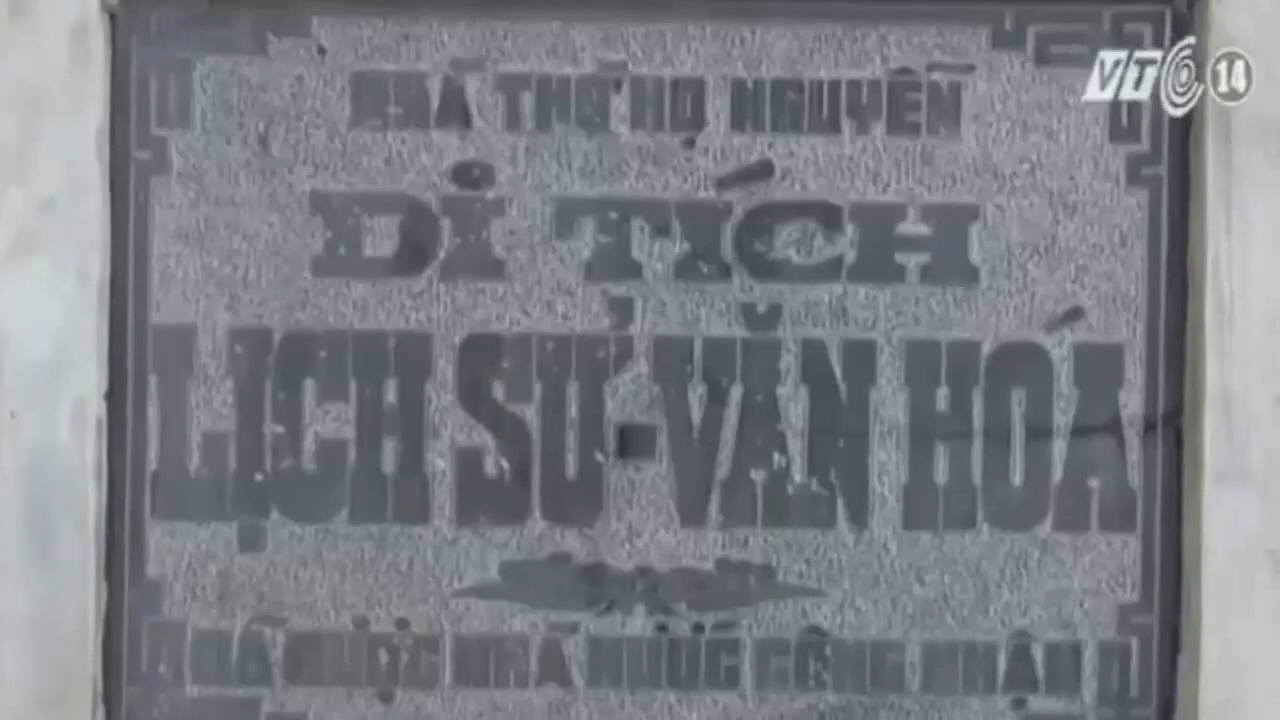 VTC 14
NHÀ THỜ HỌ NGUYỄN
DI TÍCH
LỊCH SỬ-VĂN HOÁ
ĐÃ ĐƯỢC NHÀ NƯỚC CÔNG NHẬN